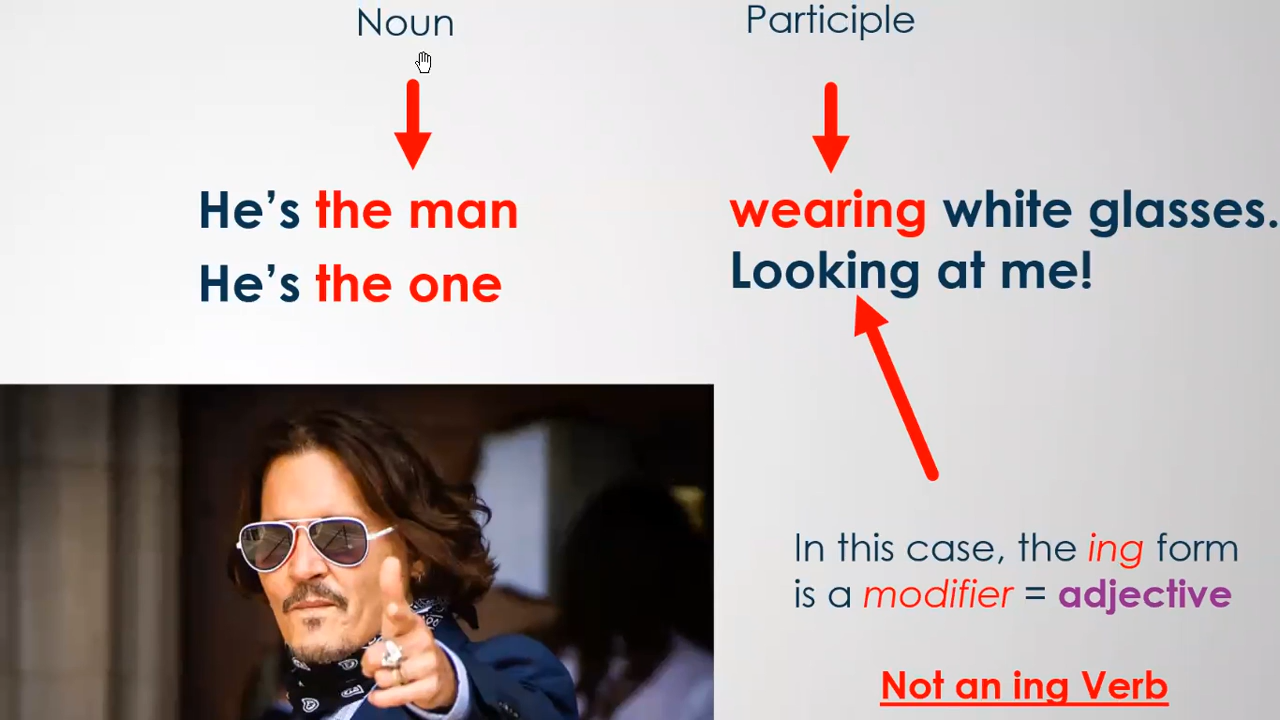 Noun
Participle
He's the man
wearing white glasses.
He's the one
Looking at me!
In this case, the ing form
is a modifier = adjective
Not an ing Verb